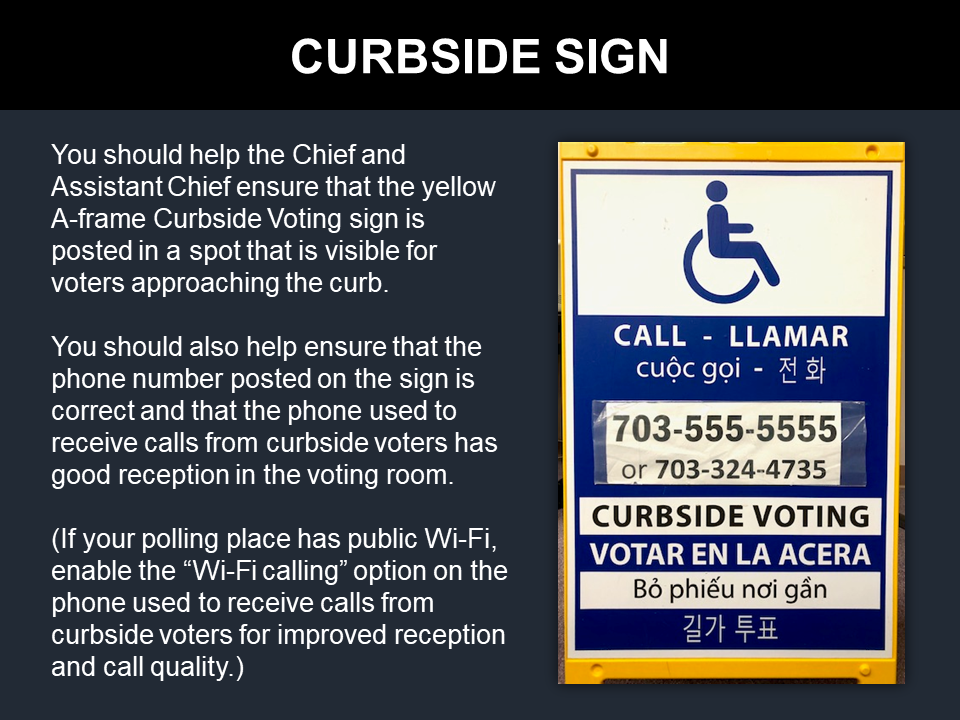 CURBSIDE SIGN
You should help the Chief and
Assistant Chief ensure that the yellow
A-frame Curbside Voting sign is
posted in a spot that is visible for
voters approaching the curb.
You should also help ensure that the
phone number posted on the sign is
correct and that the phone used to
receive calls from curbside voters has
good reception in the voting room.
(If your polling place has public Wi-Fi,
enable the “Wi-Fi calling” option on the
phone used to receive calls from
curbside voters for improved reception
and call quality.)
CALL - LLAMAR
cuộc gọi - 전화
703-555-5555
or 703-324-4735
CURBSIDE VOTING
VOTAR EN LA ACERA
Bỏ phiếu nơi gần
길가 투표